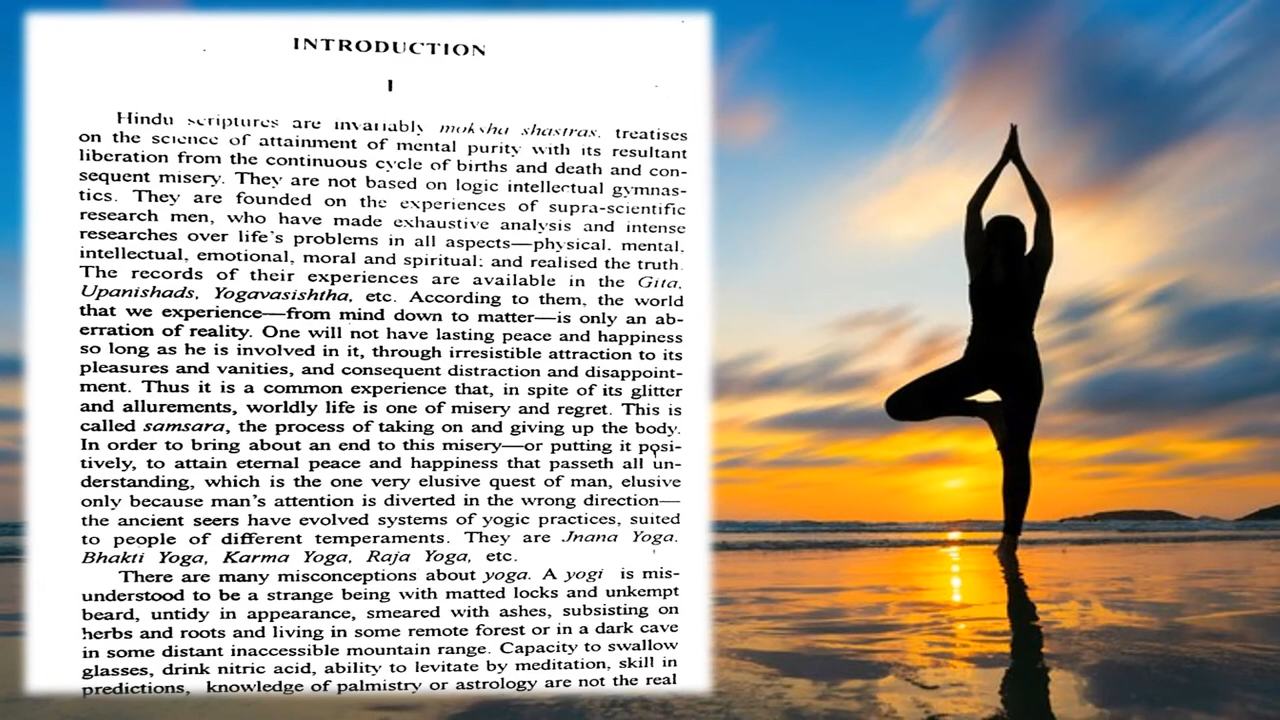 INTRODUCTION
I
Hindu scriptures are invariably moksha shastras, treatises
on the science of attainment of mental purity with its resultant
liberation from the continuous cycle of births and death and con-
sequent misery. They are not based on logic intellectual gymnas-
tics. They are founded on the experiences of supra-scientific
research men, who have made exhaustive analysis and intense
researches over life's problems in all aspects—physical, mental,
intellectual, emotional, moral and spiritual; and realised the truth.
The records of their experiences are available in the Gita,
Upanishads, Yogavasishtha, etc. According to them, the world
that we experience—from mind down to matter—is only an ab-
erration of reality. One will not have lasting peace and happiness
so long as he is involved in it, through irresistible attraction to its
pleasures and vanities, and consequent distraction and disappoint-
ment. Thus it is a common experience that, in spite of its glitter
and allurements, worldly life is one of misery and regret. This is
called samsara, the process of taking on and giving up the body.
In order to bring about an end to this misery—or putting it posi-
tively, to attain eternal peace and happiness that passeth all un-
derstanding, which is the one very elusive quest of man, elusive
only because man's attention is diverted in the wrong direction—
the ancient seers have evolved systems of yogic practices, suited
to people of different temperaments. They are Jnana Yoga,
Bhakti Yoga, Karma Yoga, Raja Yoga, etc.
There are many misconceptions about yoga. A yogi is mis-
understood to be a strange being with matted locks and unkempt
beard, untidy in appearance, smeared with ashes, subsisting on
herbs and roots and living in some remote forest or in a dark cave
in some distant inaccessible mountain range. Capacity to swallow
glasses, drink nitric acid, ability to levitate by meditation, skill in
predictions, knowledge of palmistry or astrology are not the real